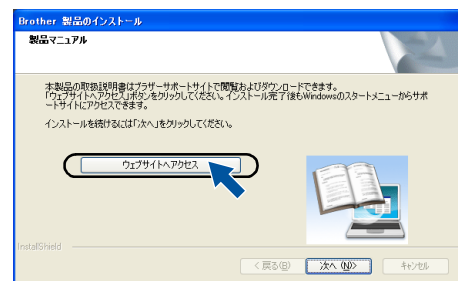 Brother 製品のインストール
製品マニュアル
本製品の取扱説明書はブラザーサポートサイトで閲覧およびダウンロードできます。
「ウェブサイトへアクセス」ボタンをクリックしてください。インストール完了後もWindowsのスタートメニューからサポ
ートサイトにアクセスできます。
インストールを続けるには「次へ」をクリックしてください。
ウェブサイトへアクセス
InstallShield
< 戻る(B)
次へ (N)>
キャンセル